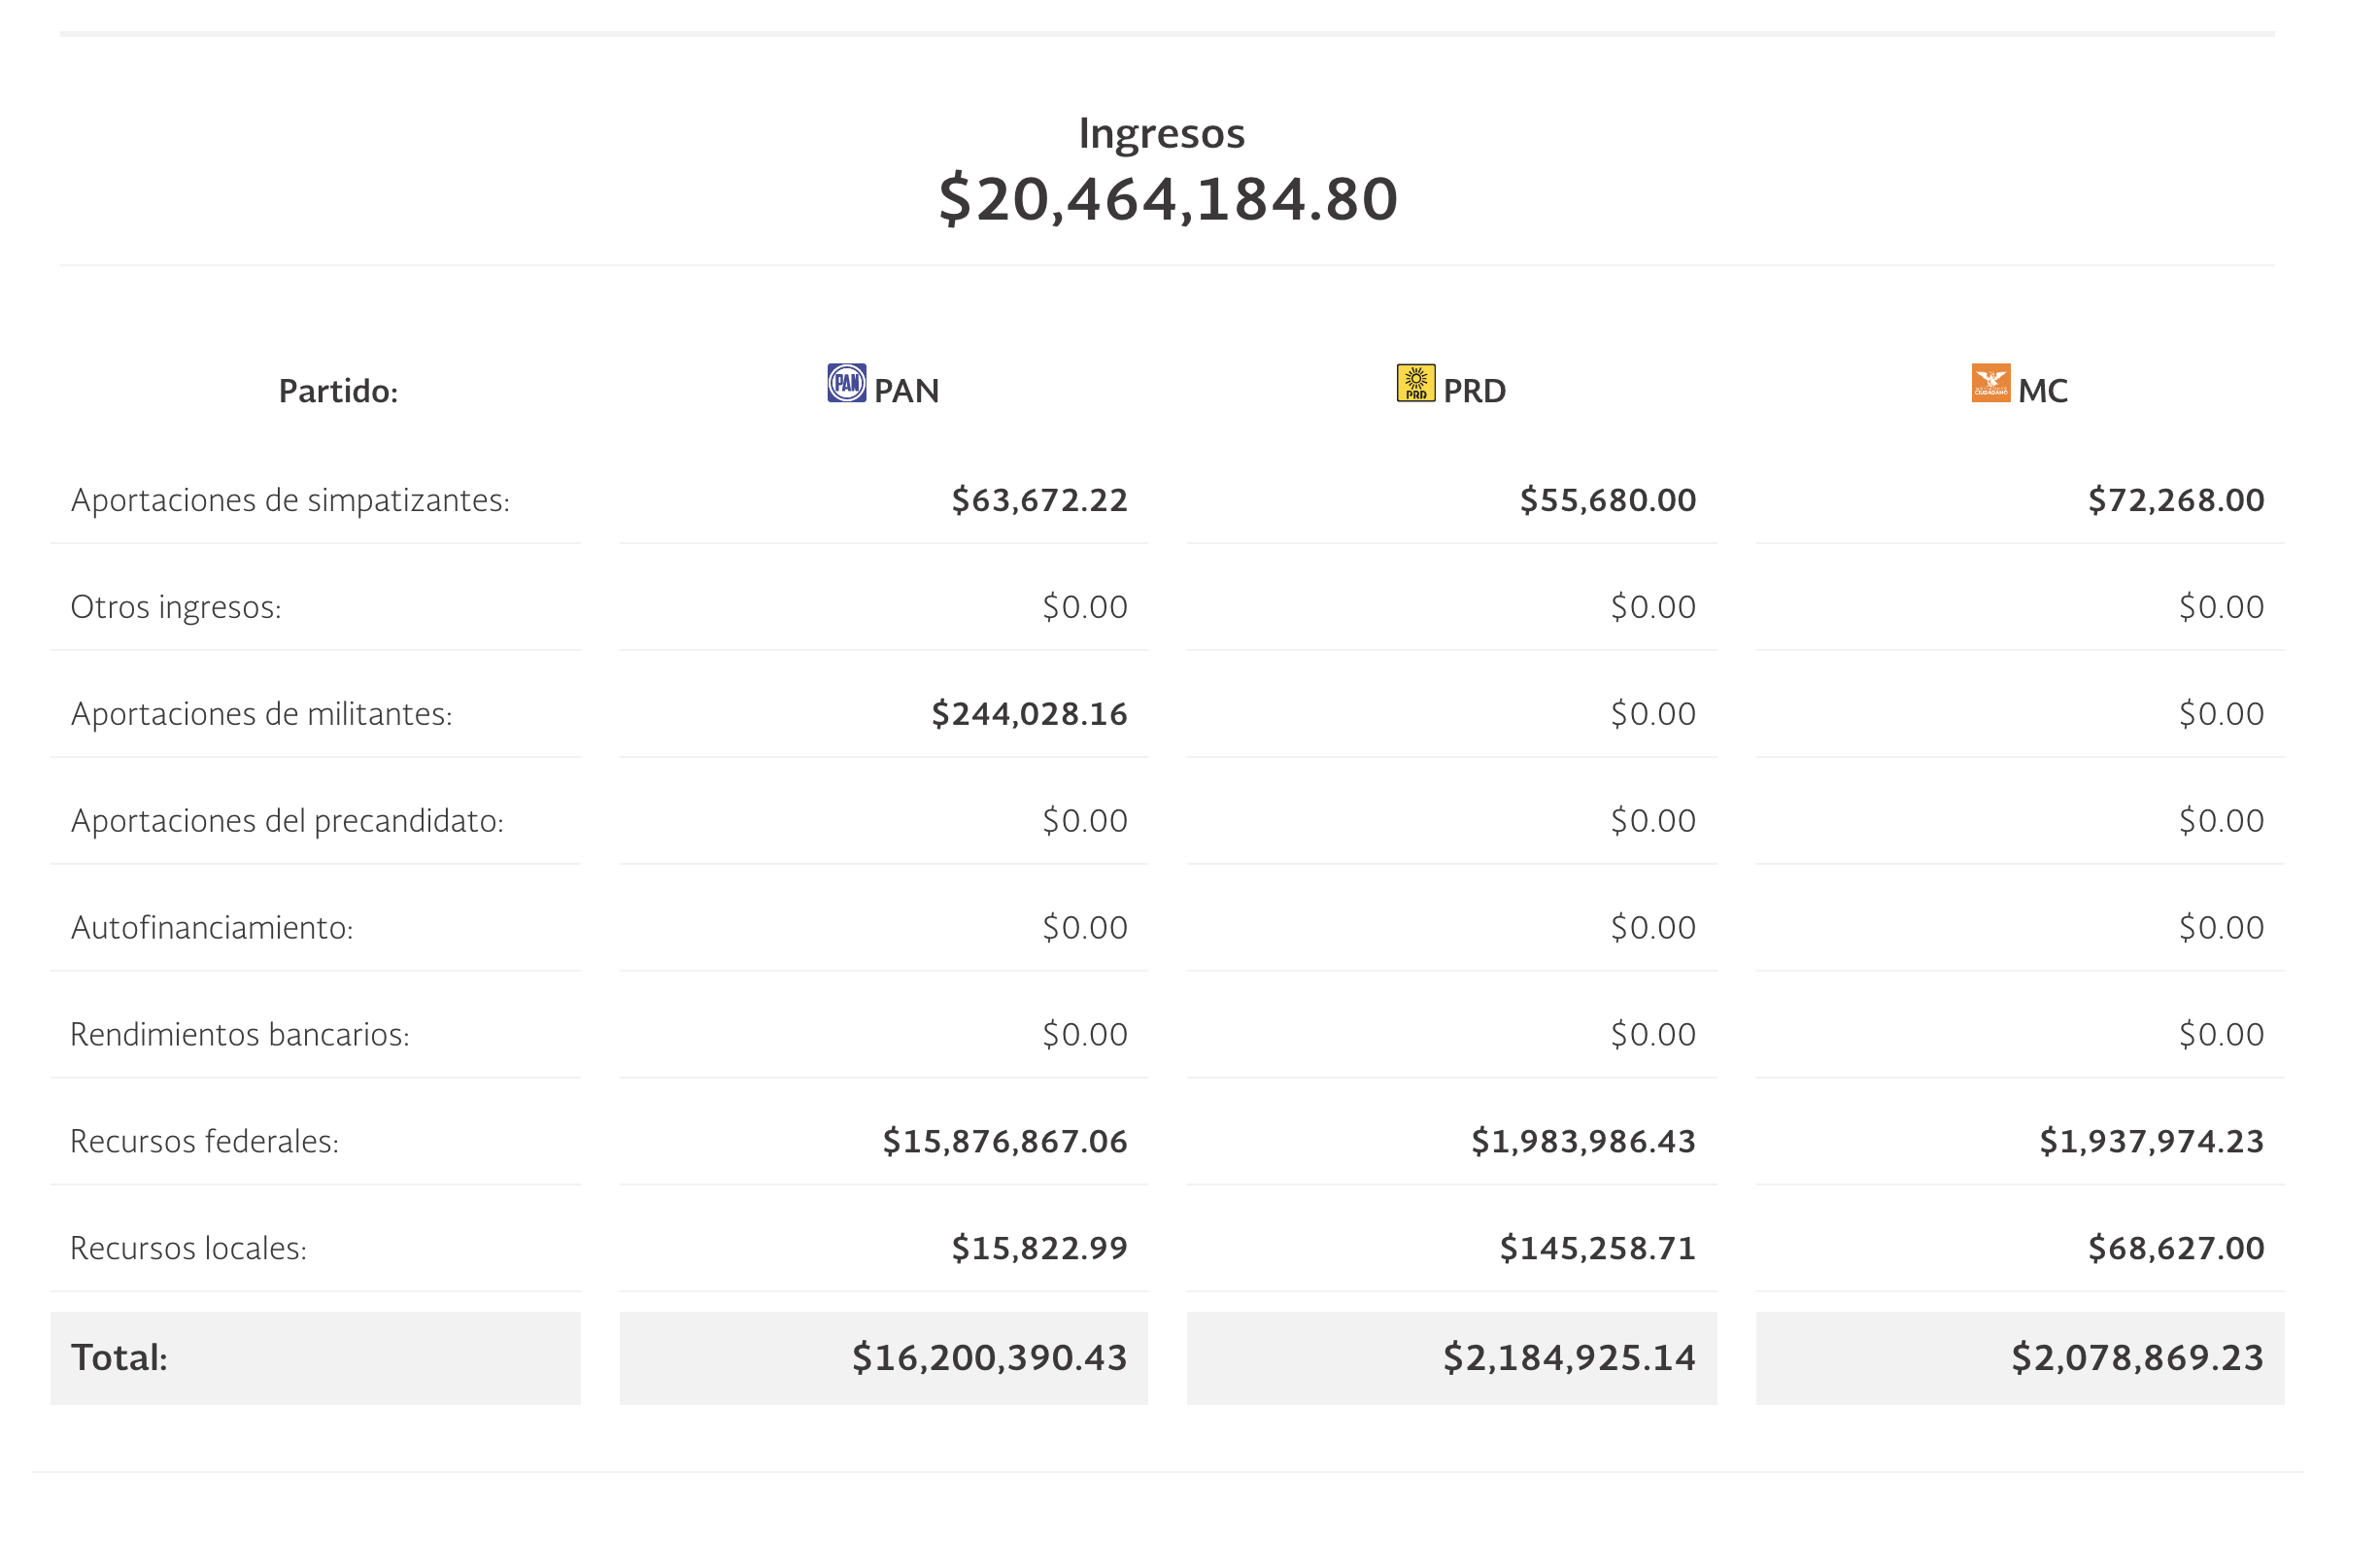 Ingresos
$20,464,184.80
Partido: PAN PAN PRD PRD CIUDADANO MC
Aportaciones de simpatizantes: $63,672.22 $55,680.00 $72,268.00
Otros ingresos: $0.00 $0.00 $0.00
Aportaciones de militantes: $244,028.16 $0.00 $0.00
Aportaciones del precandidato: $0.00 $0.00 $0.00
Autofinanciamiento: $0.00 $0.00 $0.00
Rendimientos bancarios: $0.00 $0.00 $0.00
Recursos federales: $15,876,867.06 $1,983,986.43 $1,937,974.23
Recursos locales: $15,822.99 $145,258.71 $68,627.00
Total: $16,200,390.43 $2,184,925.14 $2,078,869.23